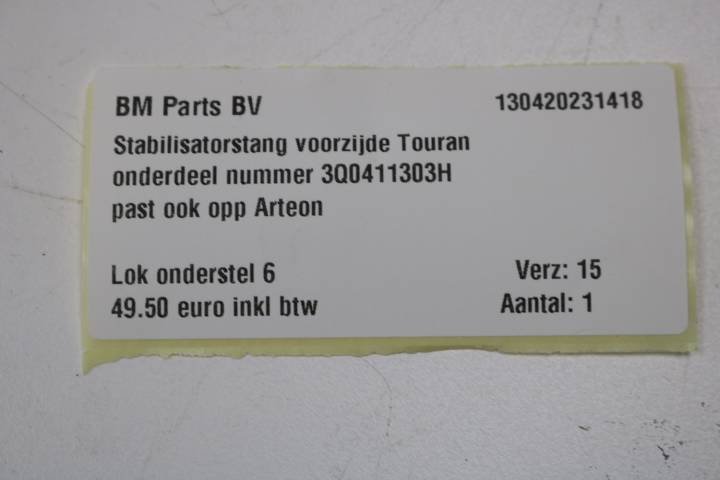 BM Parts BV 130420231418
Stabilisatorstang voorzijde Touran
onderdeel nummer 3Q0411303H
past ook opp Arteon
Lok onderstel 6 Verz: 15
49.50 euro inkl btw Aantal: 1